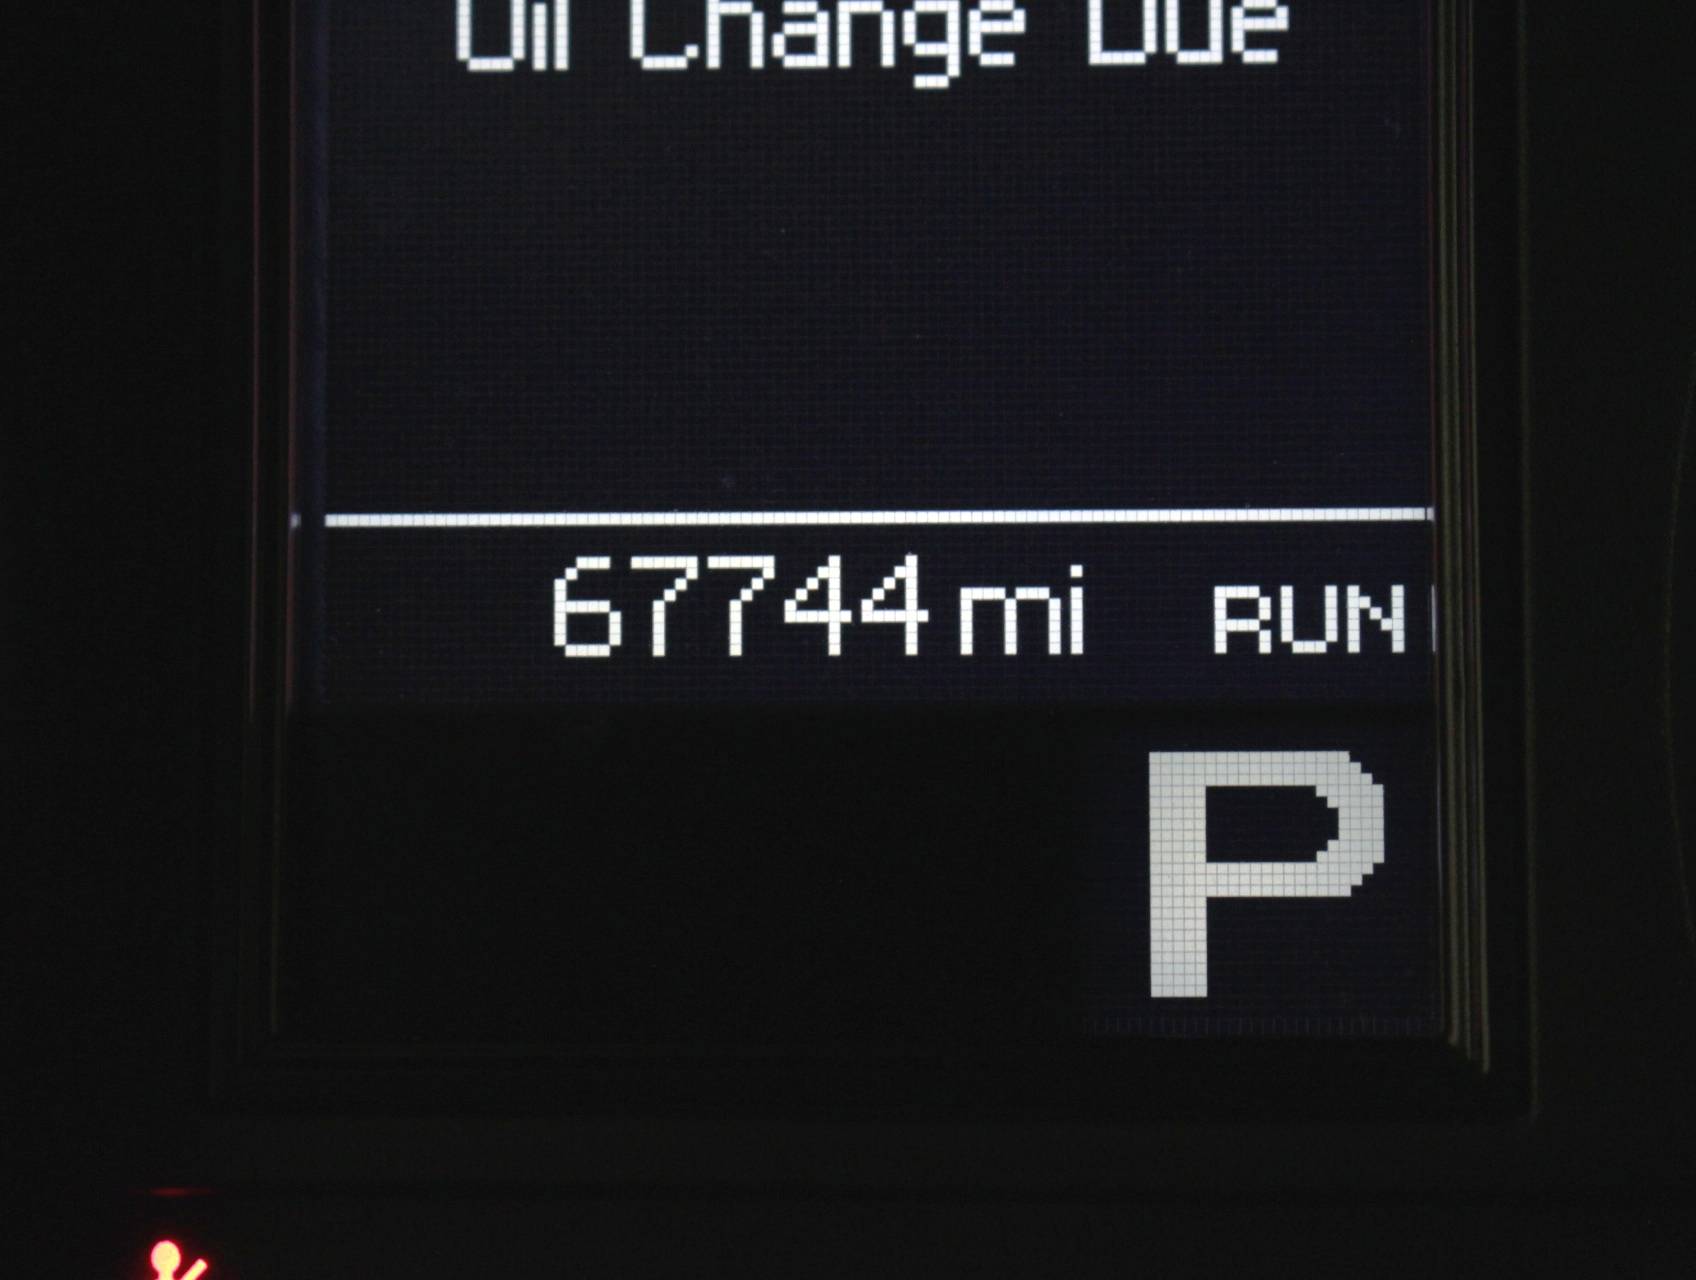 Oil Change Due
67744 mi RUN
P